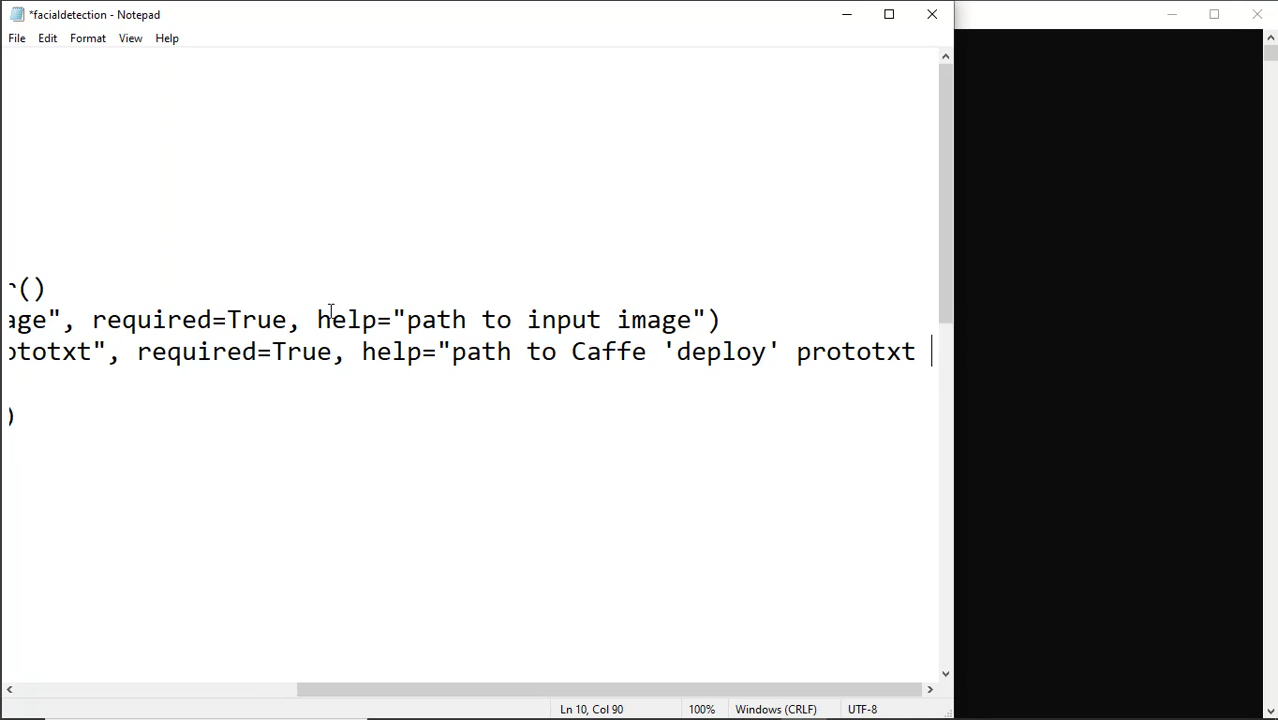 *facialdetection - Notepad
File Edit Format View Help
r()
age", required=True, help="path to input image")
ototxt", required=True, help="path to Caffe 'deploy' prototxt
)
Ln 10, Col 90 100% Windows (CRLF) UTF-8